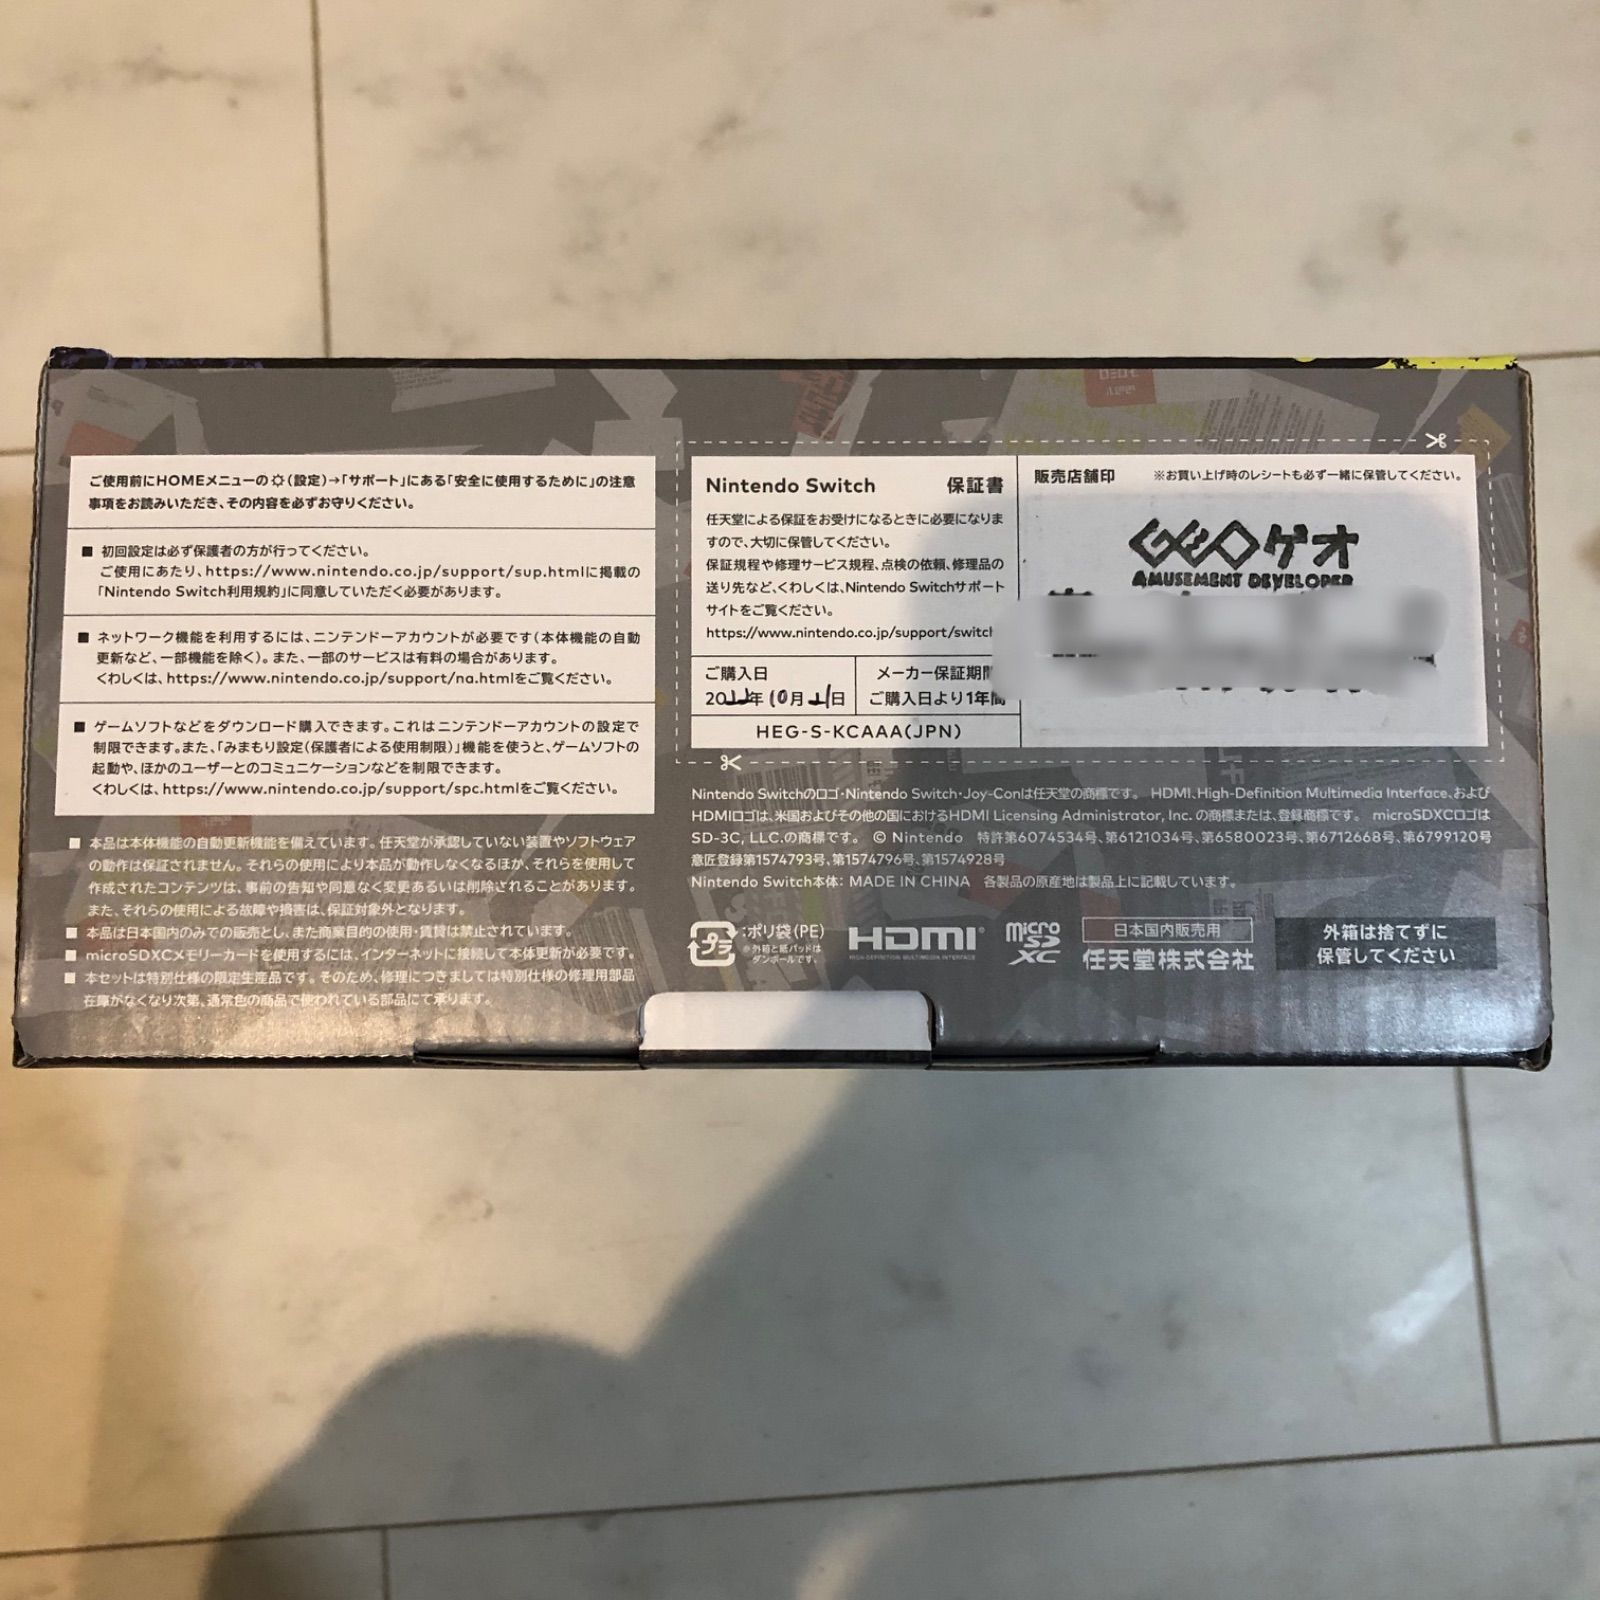 ご使用前にHOMEメニューの(設定)→「サポート」にある「安全に使用するために」の注意
事項をお読みいただき、その内容を必ずお守りください。
■ 初回設定は必ず保護者の方が行ってください。
ご使用にあたり、https://www.nintendo.co.jp/support/sup.htmlに掲載の
「Nintendo Switch利用規約」に同意していただく必要があります。
■ ネットワーク機能を利用するには、ニンテンドーアカウントが必要です(本体機能の自動
更新など、一部機能を除く)。また、一部のサービスは有料の場合があります。
くわしくは、https://www.nintendo.co.jp/support/na.htmlをご覧ください。
■ ゲームソフトなどをダウンロード購入できます。これはニンテンドーアカウントの設定で
制限できます。また、「みまもり設定(保護者による使用制限)」機能を使うと、ゲームソフトの
起動や、ほかのユーザーとのコミュニケーションなどを制限できます。
くわしくは、https://www.nintendo.co.jp/support/spc.htmlをご覧ください。
■ 本品は本体機能の自動更新機能を備えています。任天堂が承認していない装置やソフトウェア
の動作は保証されません。それらの使用により本品が動作しなくなるほか、それらを使用して
作成されたコンテンツは、事前の告知や同意なく変更あるいは削除されることがあります。
また、それらの使用による故障や損害は、保証対象外となります。
■ 本品は日本国内のみでの販売とし、また商業目的の使用・賃貸は禁止されています。
■ microSDXCメモリーカードを使用するには、インターネットに接続して本体更新が必要です。
■ 本セットは特別仕様の限定生産品です。そのため、修理につきましては特別仕様の修理用部品
在庫がなくなり次第、通常色の商品で使われている部品にて承ります。
Nintendo Switch 保証書
任天堂による保証をお受けになるときに必要になりま
すので、大切に保管してください。
保証規程や修理サービス規程、点検の依頼、修理品の
送り先など、くわしくは、Nintendo Switchサポート
サイトをご覧ください。
https://www.nintendo.co.jp/support/switch
ご購入日
2022年10月21日
メーカー保証期間
ご購入日より1年間
HEG-S-KCAAA(JPN)
販売店舗印 ※お買い上げ時のレシートも必ず一緒に保管してください。
GEOゲオ
AMUSEMENT DEVELOPER
Nintendo Switchのロゴ・Nintendo Switch・Joy-Conは任天堂の商標です。 HDMI、High-Definition Multimedia Interface、および
HDMIロゴは、米国およびその他の国におけるHDMI Licensing Administrator, Inc. の商標または、登録商標です。 microSDXCロゴは
SD-3C, LLC.の商標です。 © Nintendo 特許第6074534号、第6121034号、第6580023号、第6712668号、第6799120号
意匠登録第1574793号、第1574796号、第1574928号
Nintendo Switch本体: MADE IN CHINA 各製品の原産地は製品上に記載しています。
プラ :ポリ袋(PE)
※外箱と紙パッドは
ダンボールです。
HDMI
HIGH-DEFINITION MULTIMEDIA INTERFACE
micro SD XC
日本国内販売用
任天堂株式会社
外箱は捨てずに
保管してください